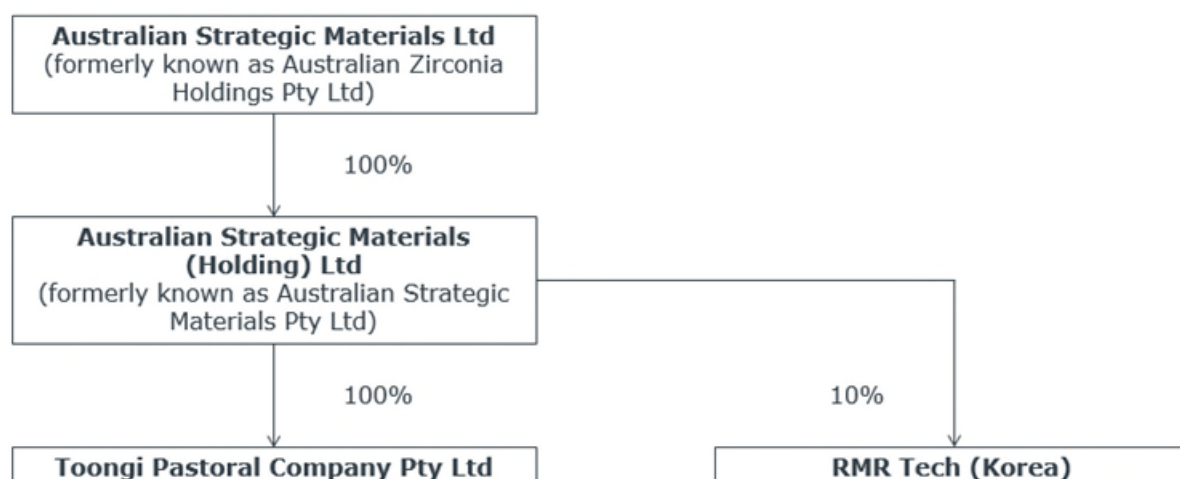 Australian Strategic Materials Ltd
(formerly known as Australian Zirconia
Holdings Pty Ltd)
100%
Australian Strategic Materials
(Holding) Ltd
(formerly known as Australian Strategic
Materials Pty Ltd)
100%
10%
Toongi Pastoral Company Pty Ltd
RMR Tech (Korea)